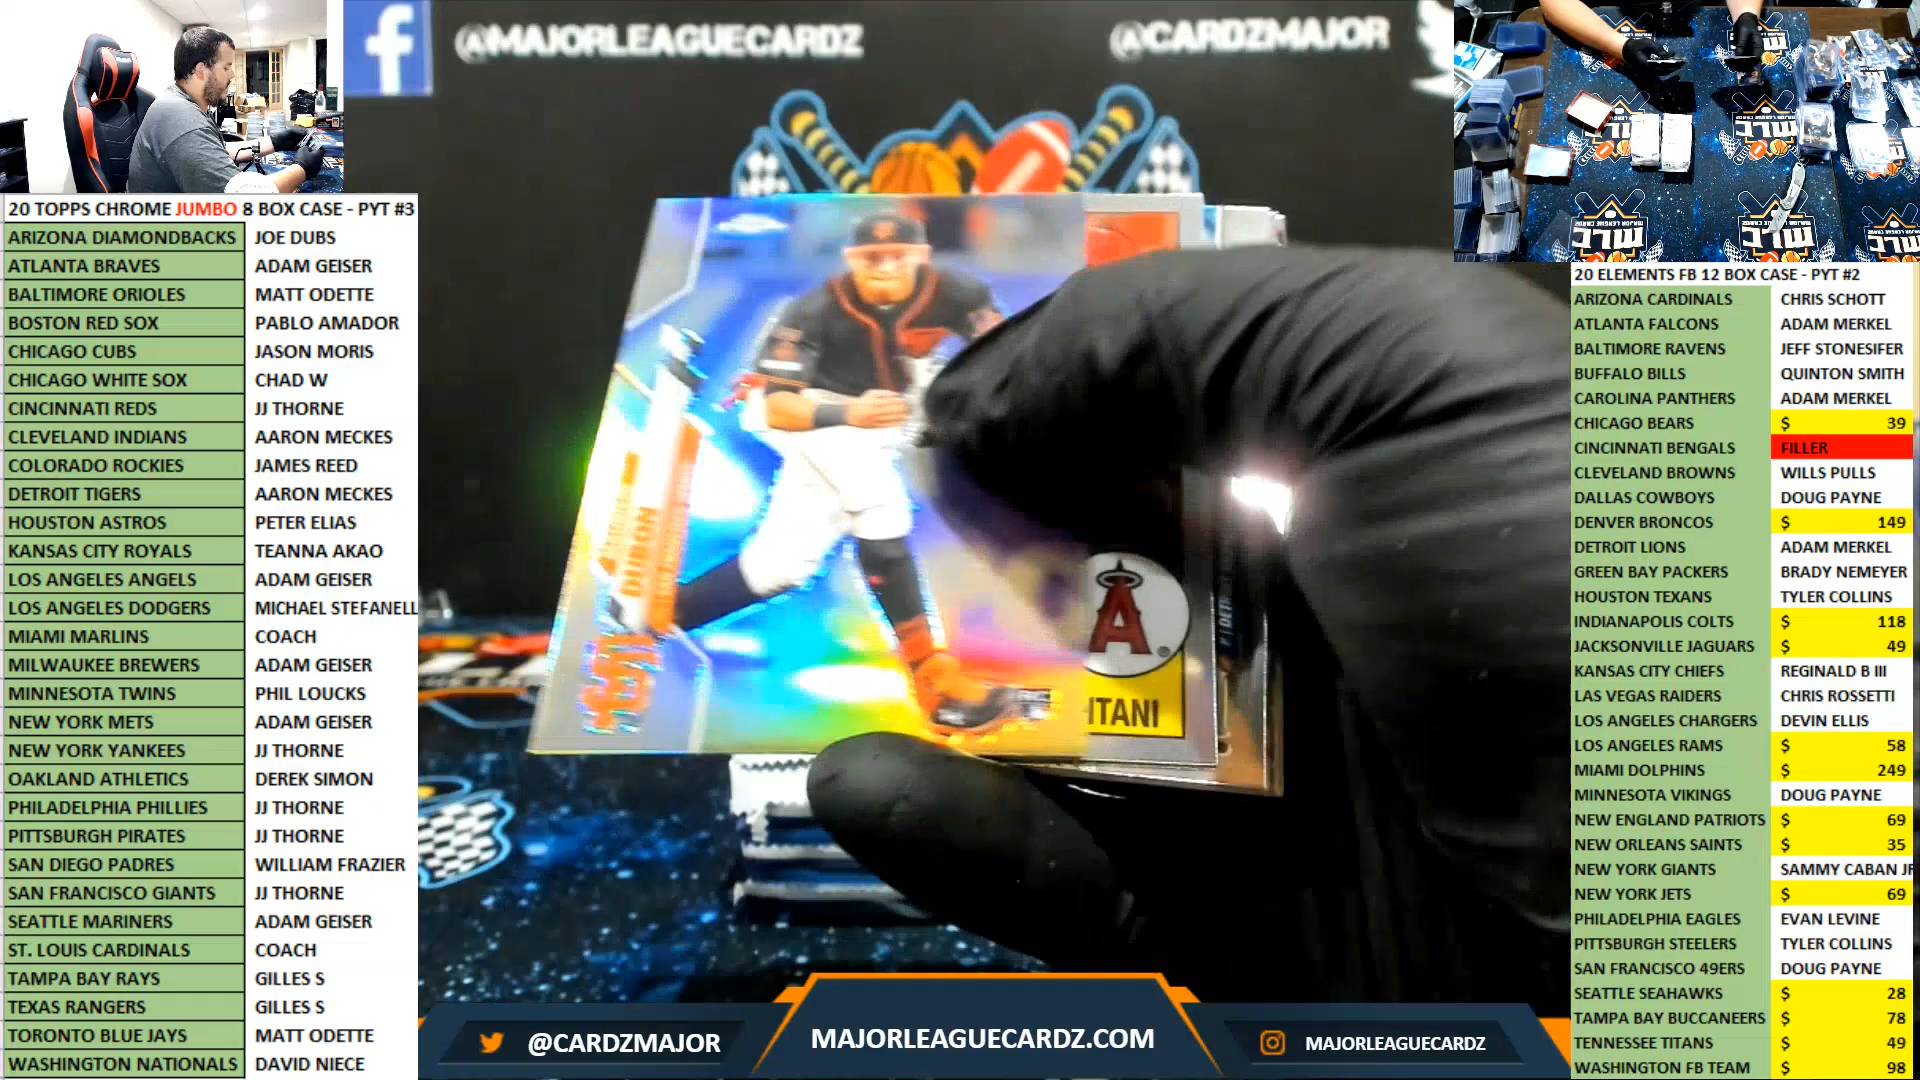 @MAJORLEAGUECARDZ
@CARDZMAJOR
20 TOPPS CHROME JUMBO 8 BOX CASE - PYT #3
ARIZONA DIAMONDBACKS JOE DUBS
ATLANTA BRAVES ADAM GEISER
BALTIMORE ORIOLES MATT ODETTE
BOSTON RED SOX PABLO AMADOR
CHICAGO CUBS JASON MORIS
CHICAGO WHITE SOX CHAD W
CINCINNATI REDS JJ THORNE
CLEVELAND INDIANS AARON MECKES
COLORADO ROCKIES JAMES REED
DETROIT TIGERS AARON MECKES
HOUSTON ASTROS PETER ELIAS
KANSAS CITY ROYALS TEANNA AKAO
LOS ANGELES ANGELS ADAM GEISER
LOS ANGELES DODGERS MICHAEL STEFANELL
MIAMI MARLINS COACH
MILWAUKEE BREWERS ADAM GEISER
MINNESOTA TWINS PHIL LOUCKS
NEW YORK METS ADAM GEISER
NEW YORK YANKEES JJ THORNE
OAKLAND ATHLETICS DEREK SIMON
PHILADELPHIA PHILLIES JJ THORNE
PITTSBURGH PIRATES JJ THORNE
SAN DIEGO PADRES WILLIAM FRAZIER
SAN FRANCISCO GIANTS JJ THORNE
SEATTLE MARINERS ADAM GEISER
ST. LOUIS CARDINALS COACH
TAMPA BAY RAYS GILLES S
TEXAS RANGERS GILLES S
TORONTO BLUE JAYS MATT ODETTE
WASHINGTON NATIONALS DAVID NIECE
DUBON
SF
A
ITANI
@CARDZMAJOR
MAJORLEAGUECARDZ.COM
MAJORLEAGUECARDZ
20 ELEMENTS FB 12 BOX CASE - PYT #2
ARIZONA CARDINALS CHRIS SCHOTT
ATLANTA FALCONS ADAM MERKEL
BALTIMORE RAVENS JEFF STONESIFER
BUFFALO BILLS QUINTON SMITH
CAROLINA PANTHERS ADAM MERKEL
CHICAGO BEARS $ 39
CINCINNATI BENGALS FILLER
CLEVELAND BROWNS WILLS PULLS
DALLAS COWBOYS DOUG PAYNE
DENVER BRONCOS $ 149
DETROIT LIONS ADAM MERKEL
GREEN BAY PACKERS BRADY NEMEYER
HOUSTON TEXANS TYLER COLLINS
INDIANAPOLIS COLTS $ 118
JACKSONVILLE JAGUARS $ 49
KANSAS CITY CHIEFS REGINALD B III
LAS VEGAS RAIDERS CHRIS ROSSETTI
LOS ANGELES CHARGERS DEVIN ELLIS
LOS ANGELES RAMS $ 58
MIAMI DOLPHINS $ 249
MINNESOTA VIKINGS DOUG PAYNE
NEW ENGLAND PATRIOTS $ 69
NEW ORLEANS SAINTS $ 35
NEW YORK GIANTS SAMMY CABAN JR
NEW YORK JETS $ 69
PHILADELPHIA EAGLES EVAN LEVINE
PITTSBURGH STEELERS TYLER COLLINS
SAN FRANCISCO 49ERS DOUG PAYNE
SEATTLE SEAHAWKS $ 28
TAMPA BAY BUCCANEERS $ 78
TENNESSEE TITANS $ 49
WASHINGTON FB TEAM $ 98